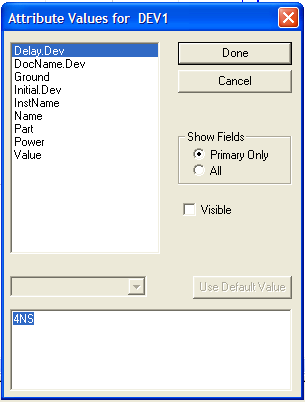 Attribute Values for DEV1
Delay.Dev
DocName.Dev
Ground
Initial.Dev
InstName
Name
Part
Power
Value
Done
Cancel
Show Fields
Primary Only
All
Visible
Use Default Value
4NS